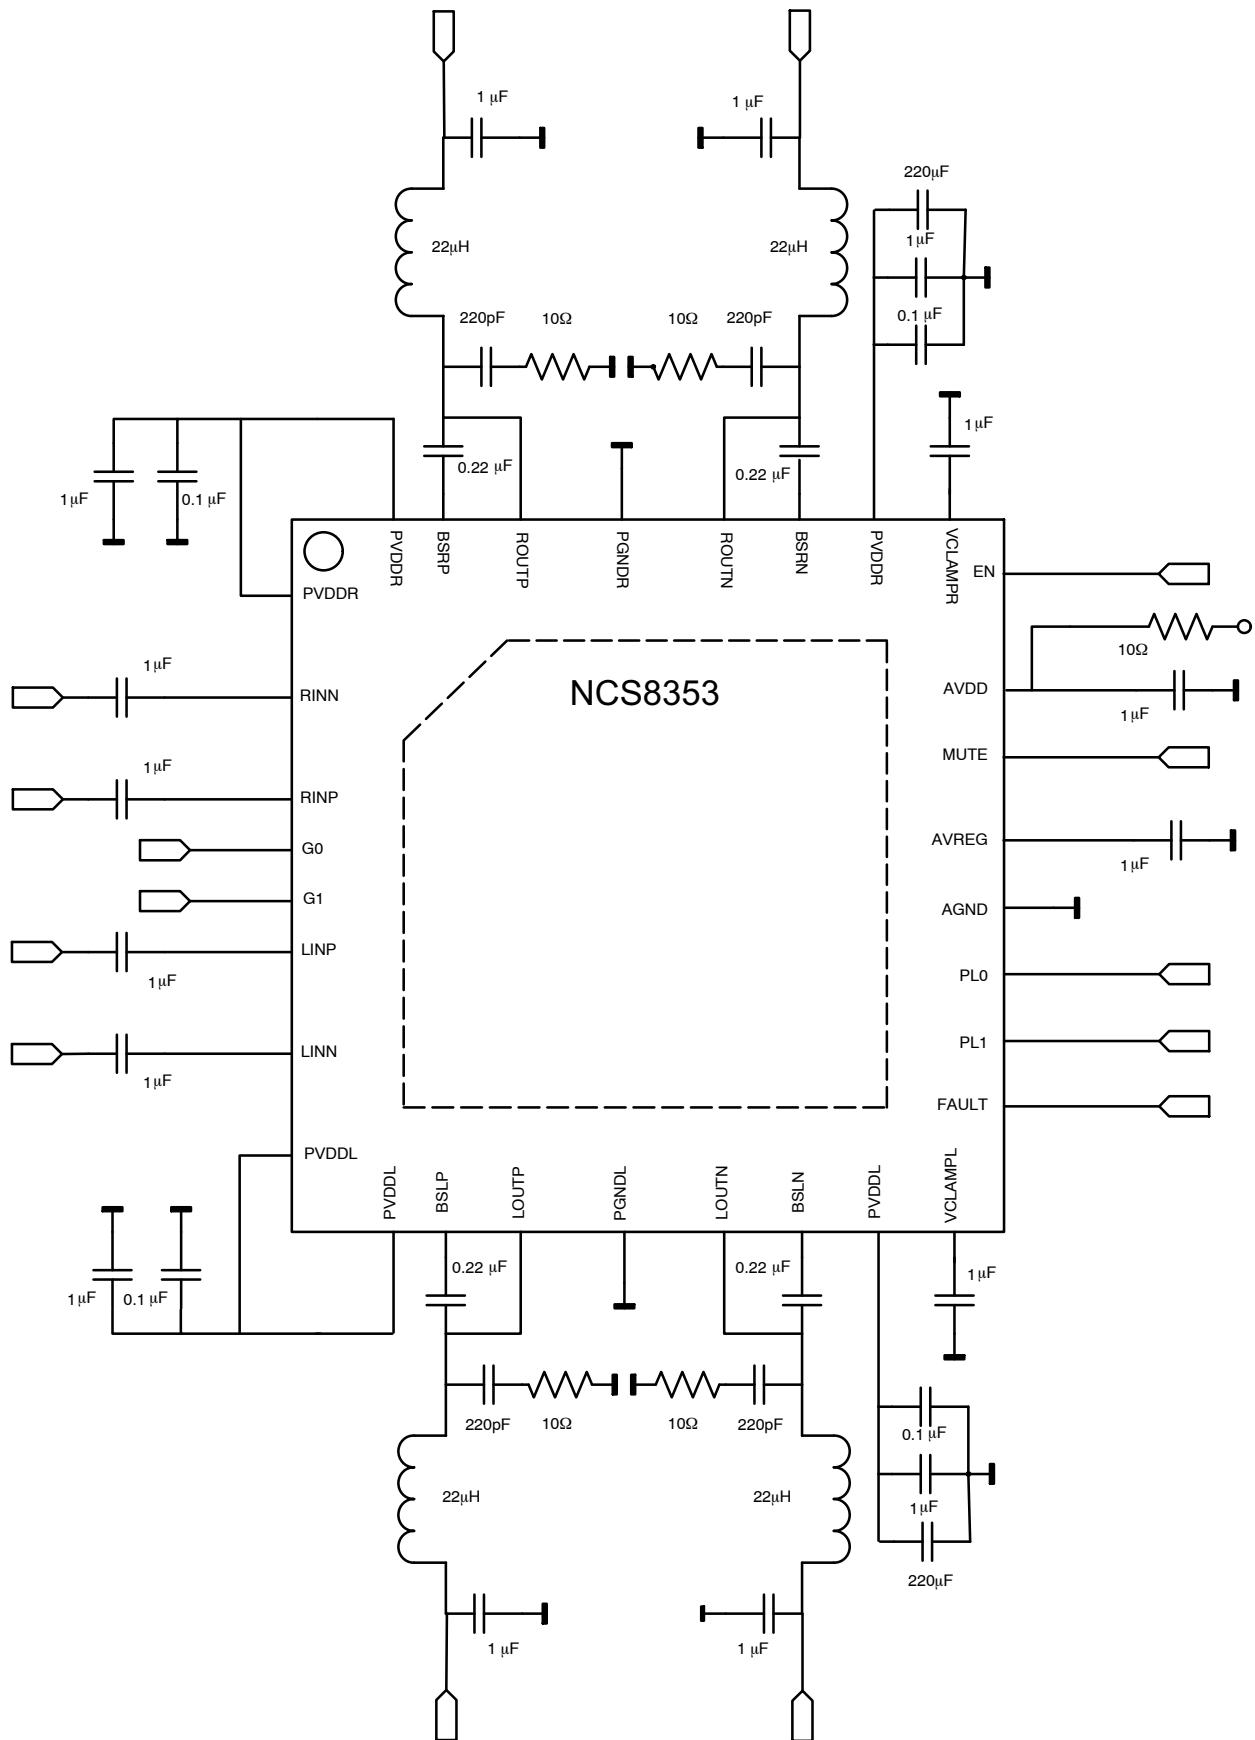 1 μF
1 μF
220μF
1μF
22μH
22μH
0.1 μF
220pF
10Ω
10Ω
220pF
1μF
0.22 μF
0.22 μF
1μF
0.1 μF
PVDDR
BSRP
ROUTP
PGNDR
ROUTN
BSRN
PVDDR
VCLAMPR
EN
PVDDR
10Ω
1μF
RINN
NCS8353
AVDD
1μF
MUTE
1μF
RINP
G0
AVREG
1μF
G1
AGND
LINP
1μF
PL0
LINN
PL1
1μF
FAULT
PVDDL
PVDDL
BSLP
LOUTP
PGNDL
LOUTN
BSLN
PVDDL
VCLAMPL
0.22 μF
0.22 μF
1μF
1μF
0.1 μF
220pF
10Ω
10Ω
220pF
0.1 μF
22μH
22μH
1μF
220μF
1 μF
1 μF